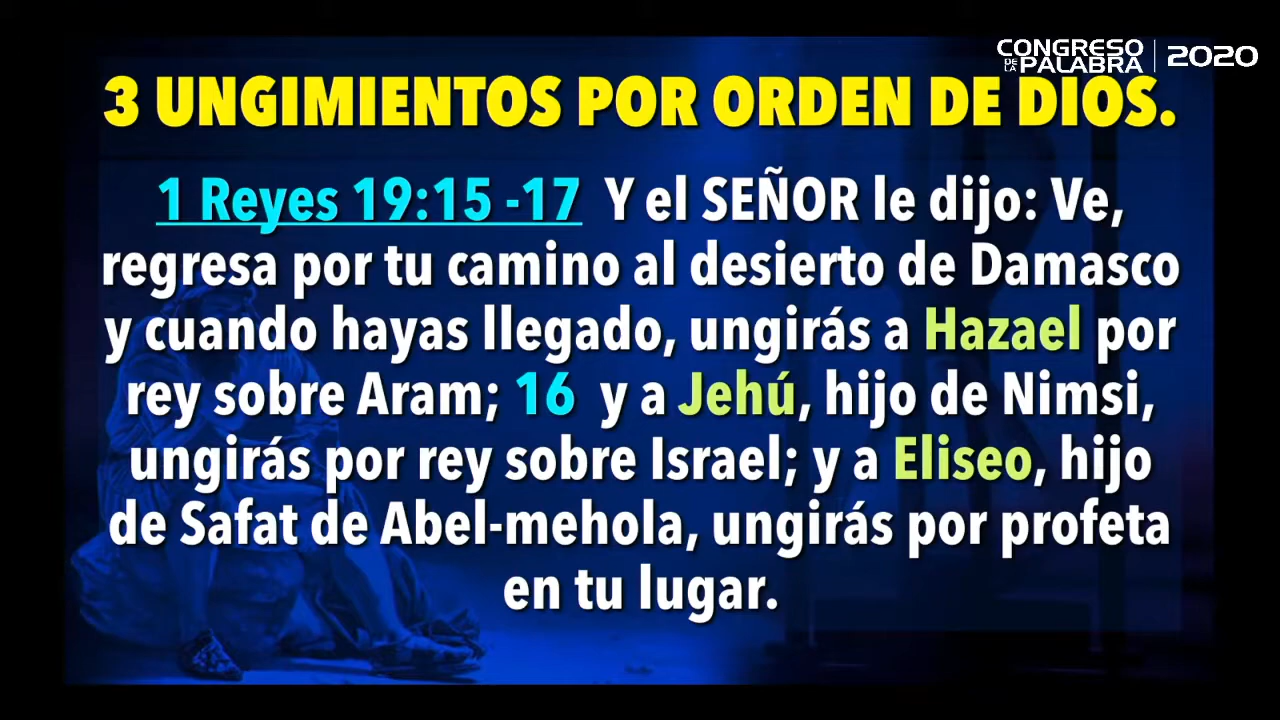 CONGRESO
DE LA PALABRA | 2020
3 UNGIMIENTOS POR ORDEN DE DIOS.
1 Reyes 19:15 -17 Y el SEÑOR le dijo: Ve,
regresa por tu camino al desierto de Damasco
y cuando hayas llegado, ungirás a Hazael por
rey sobre Aram; 16 y a Jehú, hijo de Nimsi,
ungirás por rey sobre Israel; y a Eliseo, hijo
de Safat de Abel-mehola, ungirás por profeta
en tu lugar.